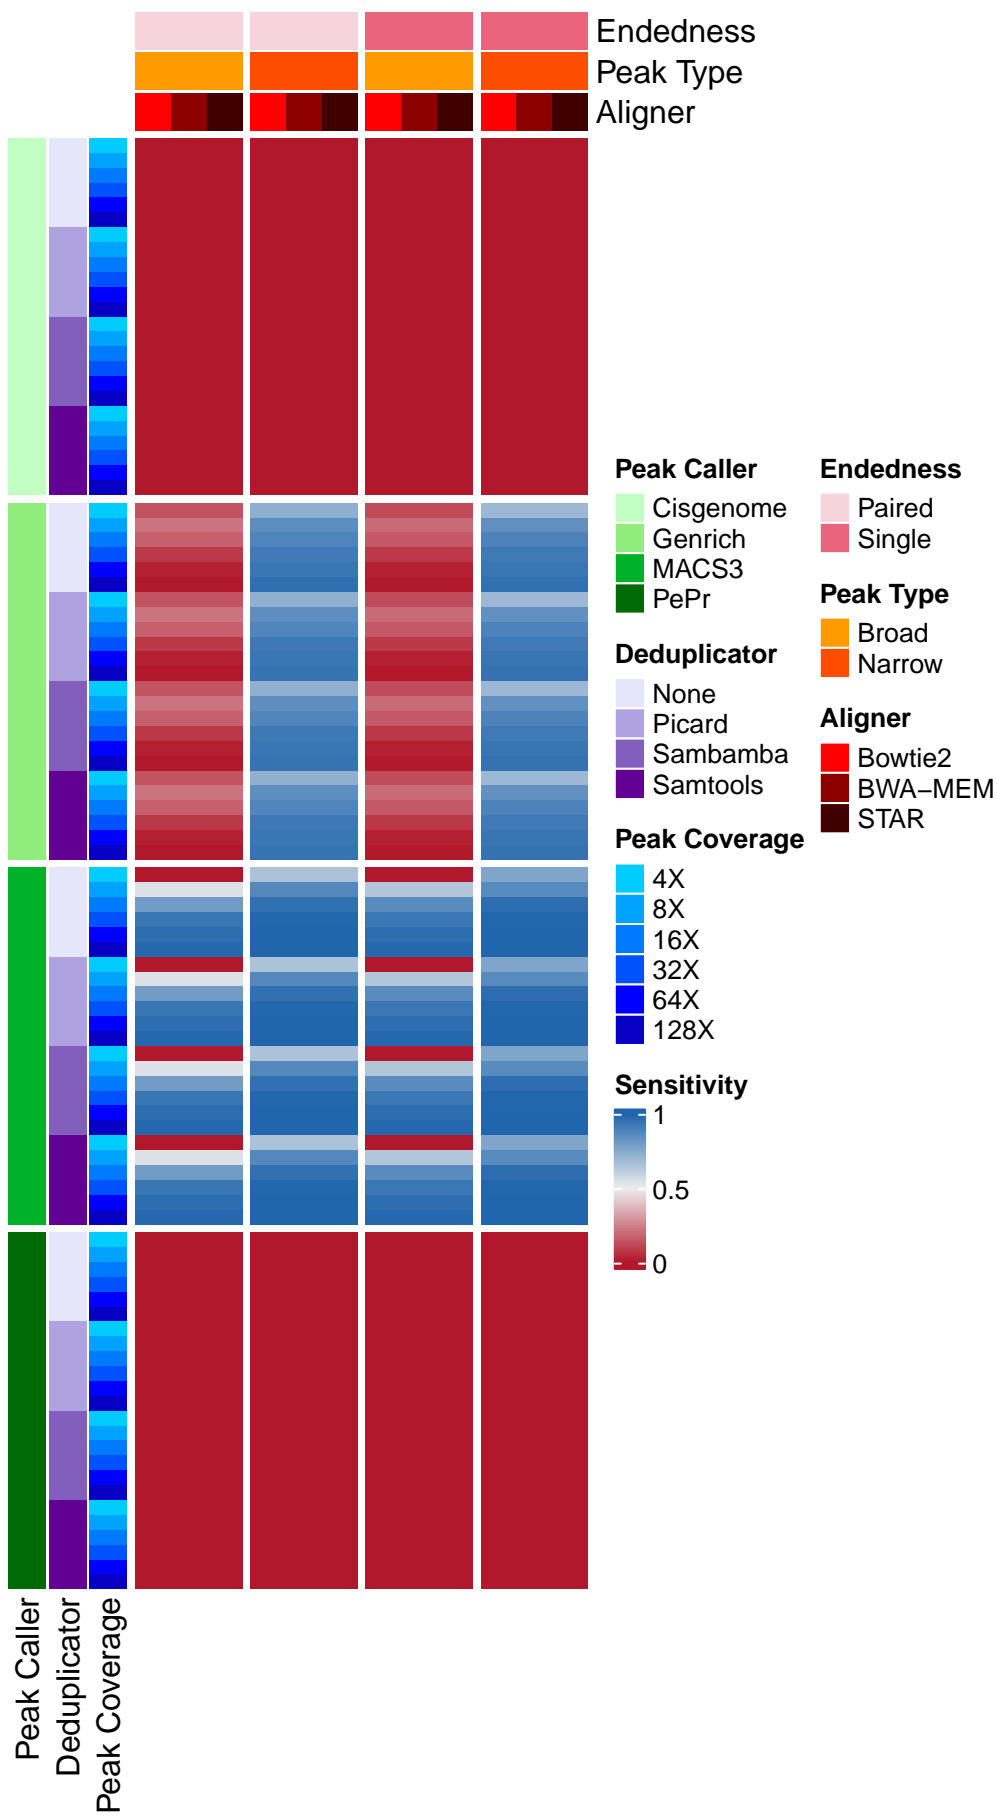 Endedness
Peak Type
Aligner
Peak Caller
Cisgenome
Genrich
MACS3
PePr
Deduplicator
None
Picard
Sambamba
Samtools
Peak Coverage
4X
8X
16X
32X
64X
128X
Sensitivity
1
0.5
0
Endedness
Paired
Single
Peak Type
Broad
Narrow
Aligner
Bowtie2
BWA−MEM
STAR
Peak Caller
Deduplicator
Peak Coverage